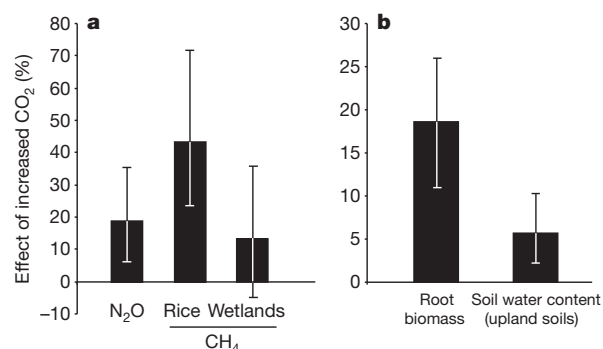 a
b
Effect of increased CO₂ (%)
80
70
60
50
40
30
20
10
0
−10
N₂O
Rice Wetlands
CH₄
30
25
20
15
10
5
0
Root
biomass
Soil water content
(upland soils)